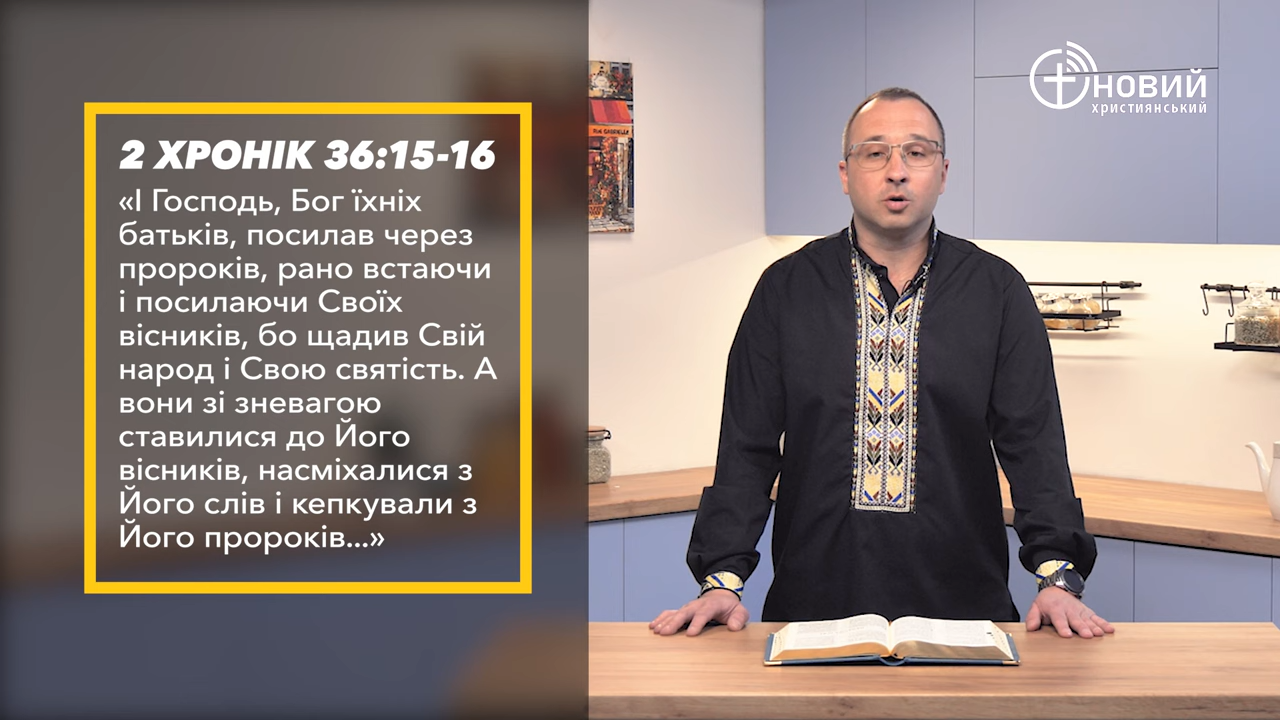 2 ХРОНІК 36:15-16
«І Господь, Бог їхніх
батьків, посилав через
пророків, рано встаючи
і посилаючи Своїх
вісників, бо щадив Свій
народ і Свою святість. А
вони зі зневагою
ставилися до Його
вісників, насміхалися з
Його слів і кепкували з
Його пророків...»
НОВИЙ
християнський